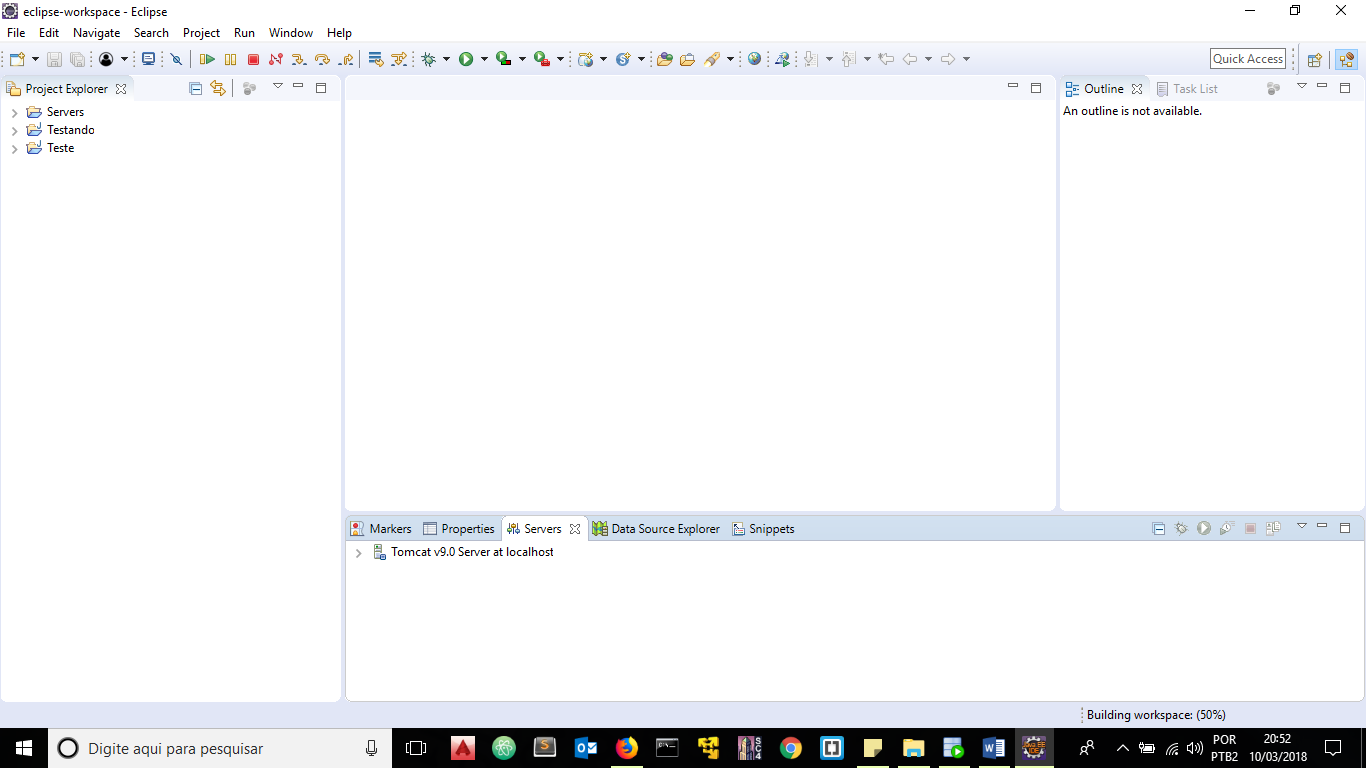 eclipse-workspace - Eclipse
File Edit Navigate Search Project Run Window Help
Quick Access
Project Explorer
Servers
Testando
Teste
Outline Task List
An outline is not available.
Markers Properties Servers Data Source Explorer Snippets
Tomcat v9.0 Server at localhost
Building workspace: (50%)
Digite aqui para pesquisar
POR
PTB2
20:52
10/03/2018